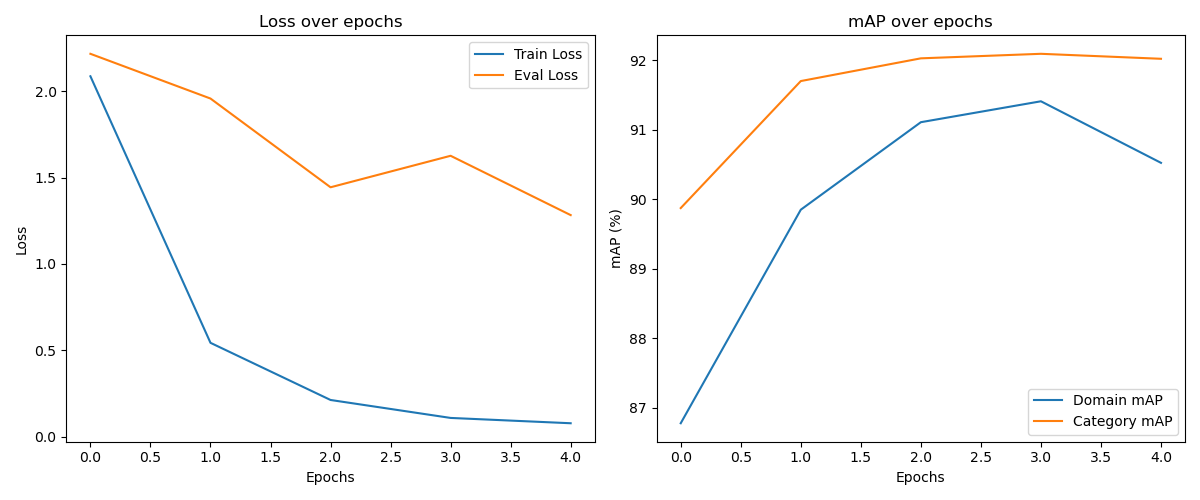 Loss over epochs
Train Loss
Eval Loss
Loss
2.0
1.5
1.0
0.5
0.0
0.0 0.5 1.0 1.5 2.0 2.5 3.0 3.5 4.0
Epochs
mAP over epochs
mAP (%)
92
91
90
89
88
87
Domain mAP
Category mAP
0.0 0.5 1.0 1.5 2.0 2.5 3.0 3.5 4.0
Epochs